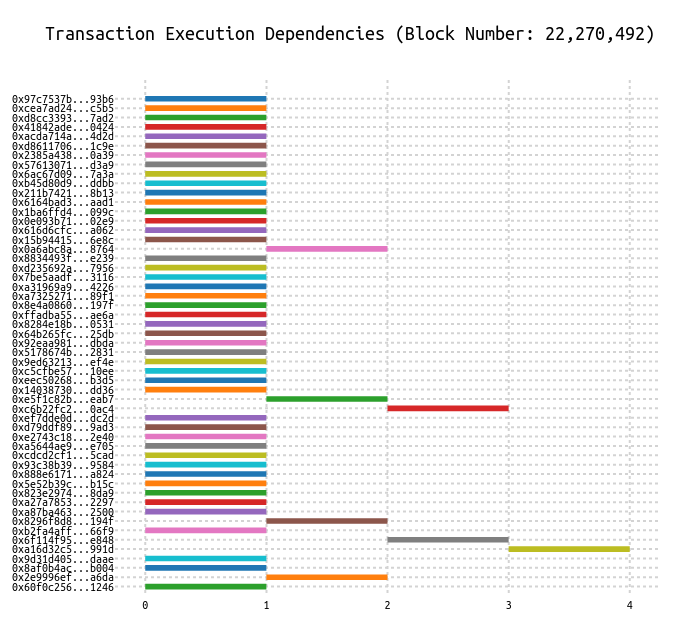 Transaction Execution Dependencies (Block Number: 22,270,492)
0x97c7537b...93b6
0xcea7ad24...c5b5
0xd8cc3393...7ad2
0x41842ade...0424
0xacda714a...4d2d
0xd8611706...1c9e
0x2385a438...0a39
0x57613071...d3a9
0x6ac67d09...7a3a
0xb45d80d9...ddbb
0x211b7421...8b13
0x6164bad3...aad1
0x1ba6ffd4...099c
0x0e093b71...02e9
0x616d6cfc...a062
0x15b94415...6e8c
0x0a6abc8a...8764
0x8834493f...e239
0xd235692a...7956
0x7be5aadf...3116
0xa31969a9...4226
0xa7325271...89f1
0x8e4a0860...197f
0xffadba55...ae6a
0x8284e18b...0531
0x64b265fc...25db
0x92eaa981...dbda
0x5178674b...2831
0x9ed63213...ef4e
0xc5cfbe57...10ee
0xeec50268...b3d5
0x14038730...dd36
0xe5f1c82b...eab7
0xc6b22fc2...0ac4
0xef7dde0d...dc2d
0xd79ddf89...9ad3
0xe2743c18...2e40
0xa5644ae9...e705
0xcdcd2cf1...5cad
0x93c38b39...9584
0x888e6171...a824
0x5e52b39c...b15c
0x823e2974...8da9
0xa27a7853...2297
0xa87ba463...2500
0x8296f8d8...194f
0xb2fa4aff...66f9
0x6f114f95...e848
0xa16d32c5...991d
0x9d31d405...daae
0x8af0b4ac...b004
0x2e9996ef...a6da
0x60f0c256...1246
0 1 2 3 4